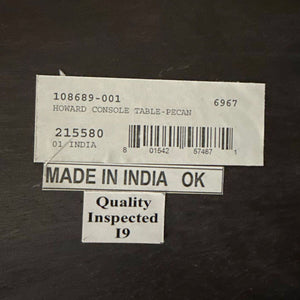 108689-001 6967
HOWARD CONSOLE TABLE-PECAN
215580
01 INDIA
8 01542 57467 1
MADE IN INDIA OK
Quality
Inspected
I9